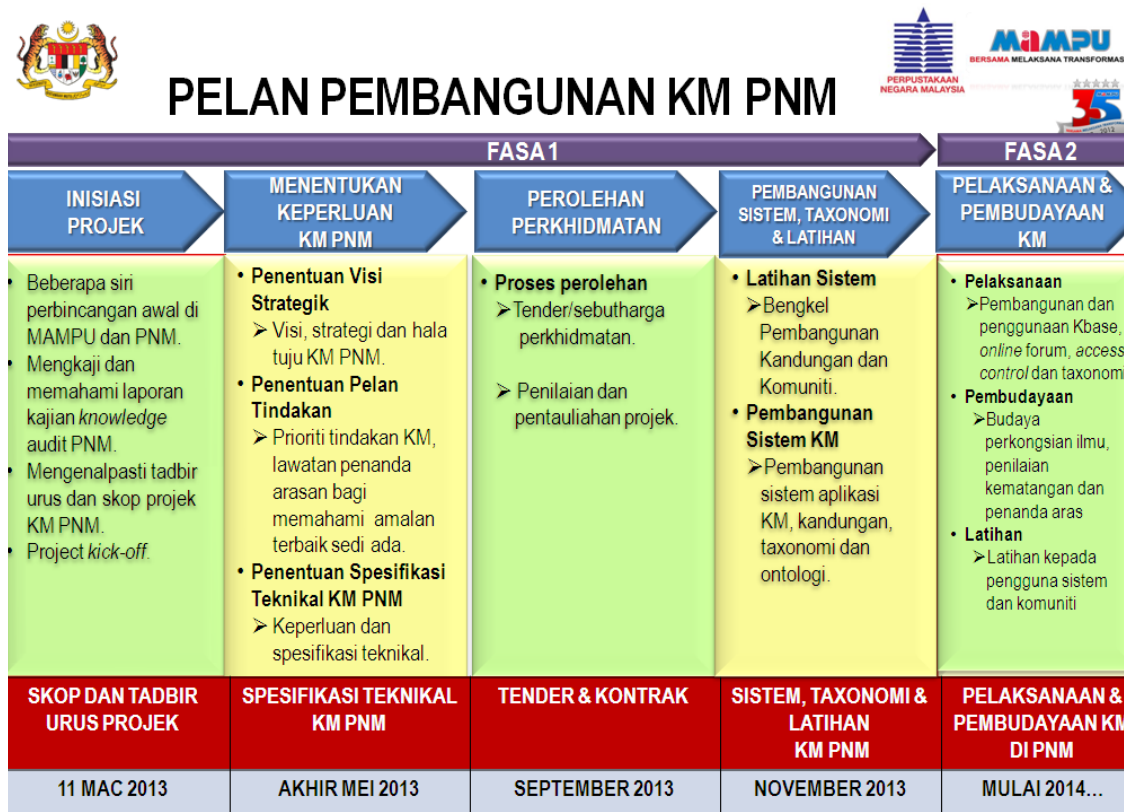 PERPUSTAKAAN
NEGARA MALAYSIA
MAMPU
BERSAMA MELAKSANA TRANSFORMAS
35
2012
PELAN PEMBANGUNAN KM PNM
FASA 1
FASA 2
INISIASI
PROJEK
MENENTUKAN
KEPERLUAN
KM PNM
PEROLEHAN
PERKHIDMATAN
PEMBANGUNAN
SISTEM, TAXONOMI
& LATIHAN
PELAKSANAAN &
PEMBUDAYAAN
KM
• Beberapa siri
perbincangan awal di
MAMPU dan PNM.
• Mengkaji dan
memahami laporan
kajian knowledge
audit PNM.
• Mengenalpasti tadbir
urus dan skop projek
KM PNM.
• Project kick-off.
• Penentuan Visi
Strategik
➢ Visi, strategi dan hala
tuju KM PNM.
• Penentuan Pelan
Tindakan
➢ Prioriti tindakan KM,
lawatan penanda
arasan bagi
memahami amalan
terbaik sedi ada.
• Penentuan Spesifikasi
Teknikal KM PNM
➢ Keperluan dan
spesifikasi teknikal.
• Proses perolehan
➢Tender/sebutharga
perkhidmatan.
➢ Penilaian dan
pentauliahan projek.
• Latihan Sistem
➢Bengkel
Pembangunan
Kandungan dan
Komuniti.
• Pembangunan
Sistem KM
➢Pembangunan
sistem aplikasi
KM, kandungan,
taxonomi dan
ontologi.
• Pelaksanaan
➢Pembangunan dan
penggunaan Kbase,
online forum, access
control dan taxonomi
• Pembudayaan
➢Budaya
perkongsian ilmu,
penilaian
kematangan dan
penanda aras
• Latihan
➢Latihan kepada
pengguna sistem
dan komuniti
SKOP DAN TADBIR
URUS PROJEK
SPESIFIKASI TEKNIKAL
KM PNM
TENDER & KONTRAK
SISTEM, TAXONOMI &
LATIHAN
KM PNM
PELAKSANAAN &
PEMBUDAYAAN KM
DI PNM
11 MAC 2013
AKHIR MEI 2013
SEPTEMBER 2013
NOVEMBER 2013
MULAI 2014…